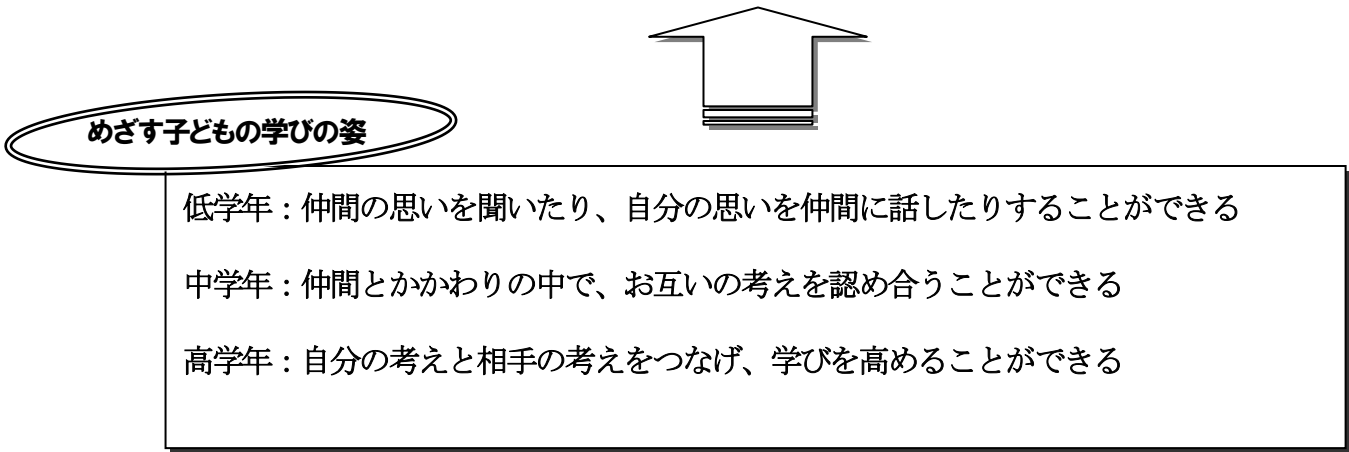 めざす子どもの学びの姿
低学年：仲間の思いを聞いたり、自分の思いを仲間に話したりすることができる
中学年：仲間とかかわりの中で、お互いの考えを認め合うことができる
高学年：自分の考えと相手の考えをつなげ、学びを高めることができる